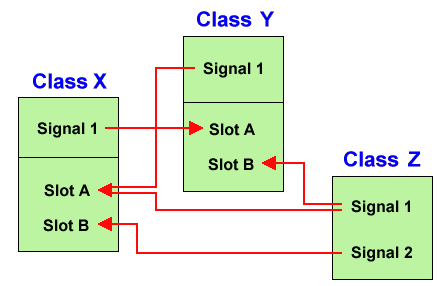 Class X
Signal 1
Slot A
Slot B
Class Y
Signal 1
Slot A
Slot B
Class Z
Signal 1
Signal 2